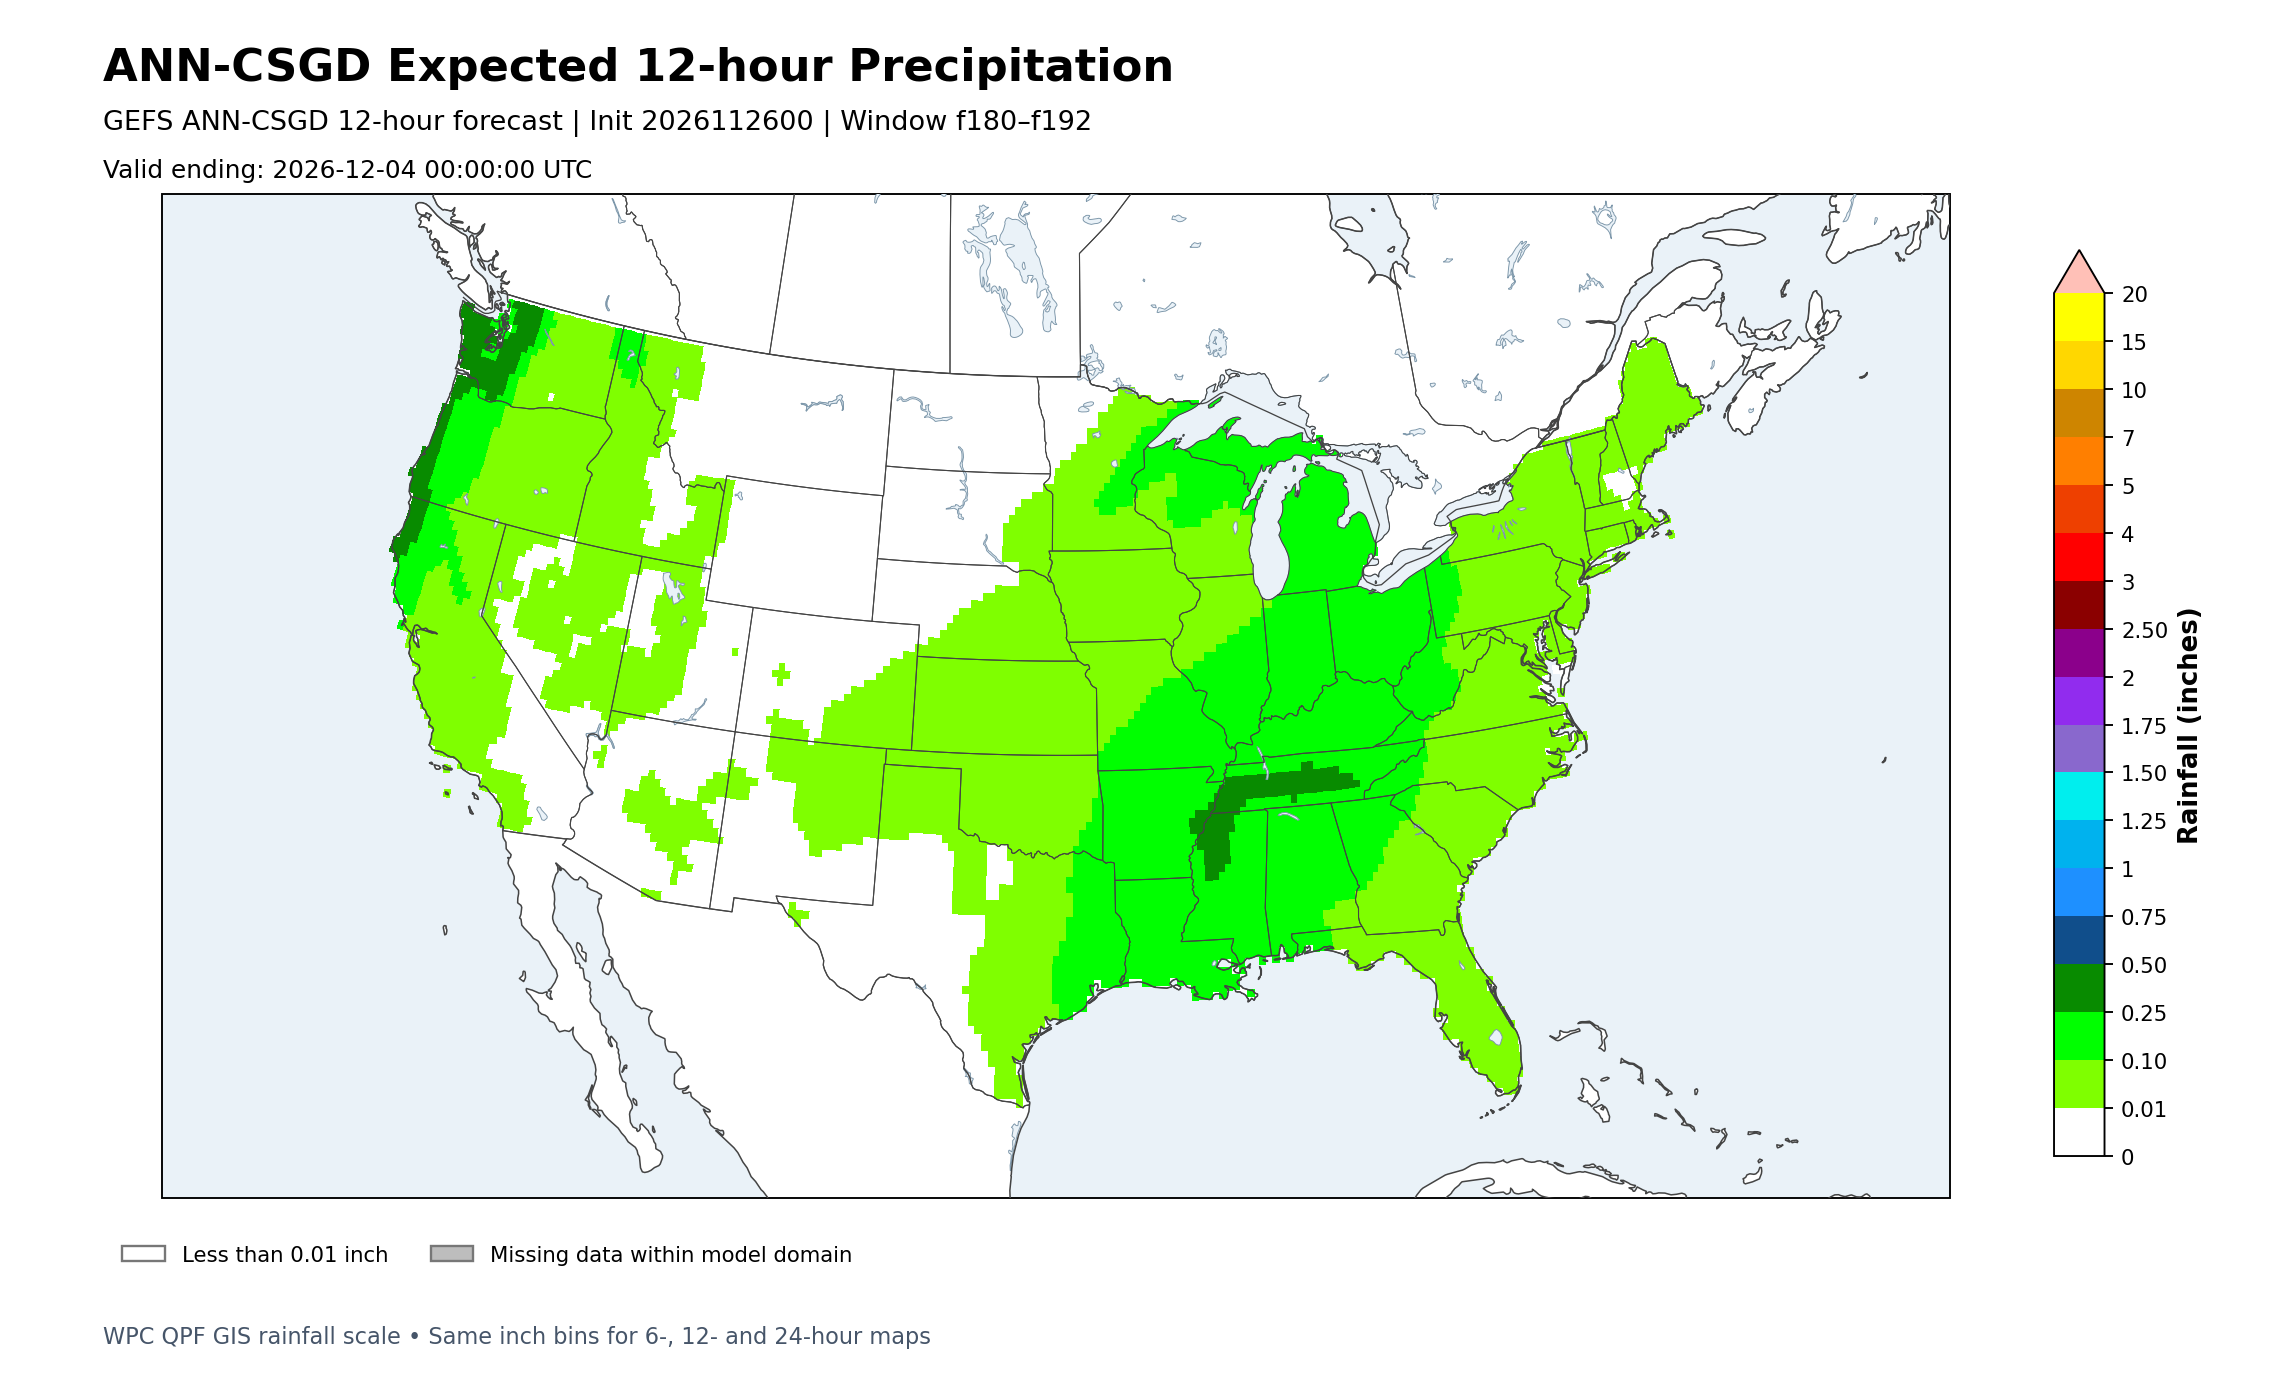 ANN-CSGD Expected 12-hour Precipitation
GEFS ANN-CSGD 12-hour forecast | Init 2026112600 | Window f180–f192
Valid ending: 2026-12-04 00:00:00 UTC
20
15
10
7
5
4
3
2.50
2
1.75
1.50
1.25
1
0.75
0.50
0.25
0.10
0.01
0
Rainfall (inches)
Less than 0.01 inch
Missing data within model domain
WPC QPF GIS rainfall scale • Same inch bins for 6-, 12- and 24-hour maps